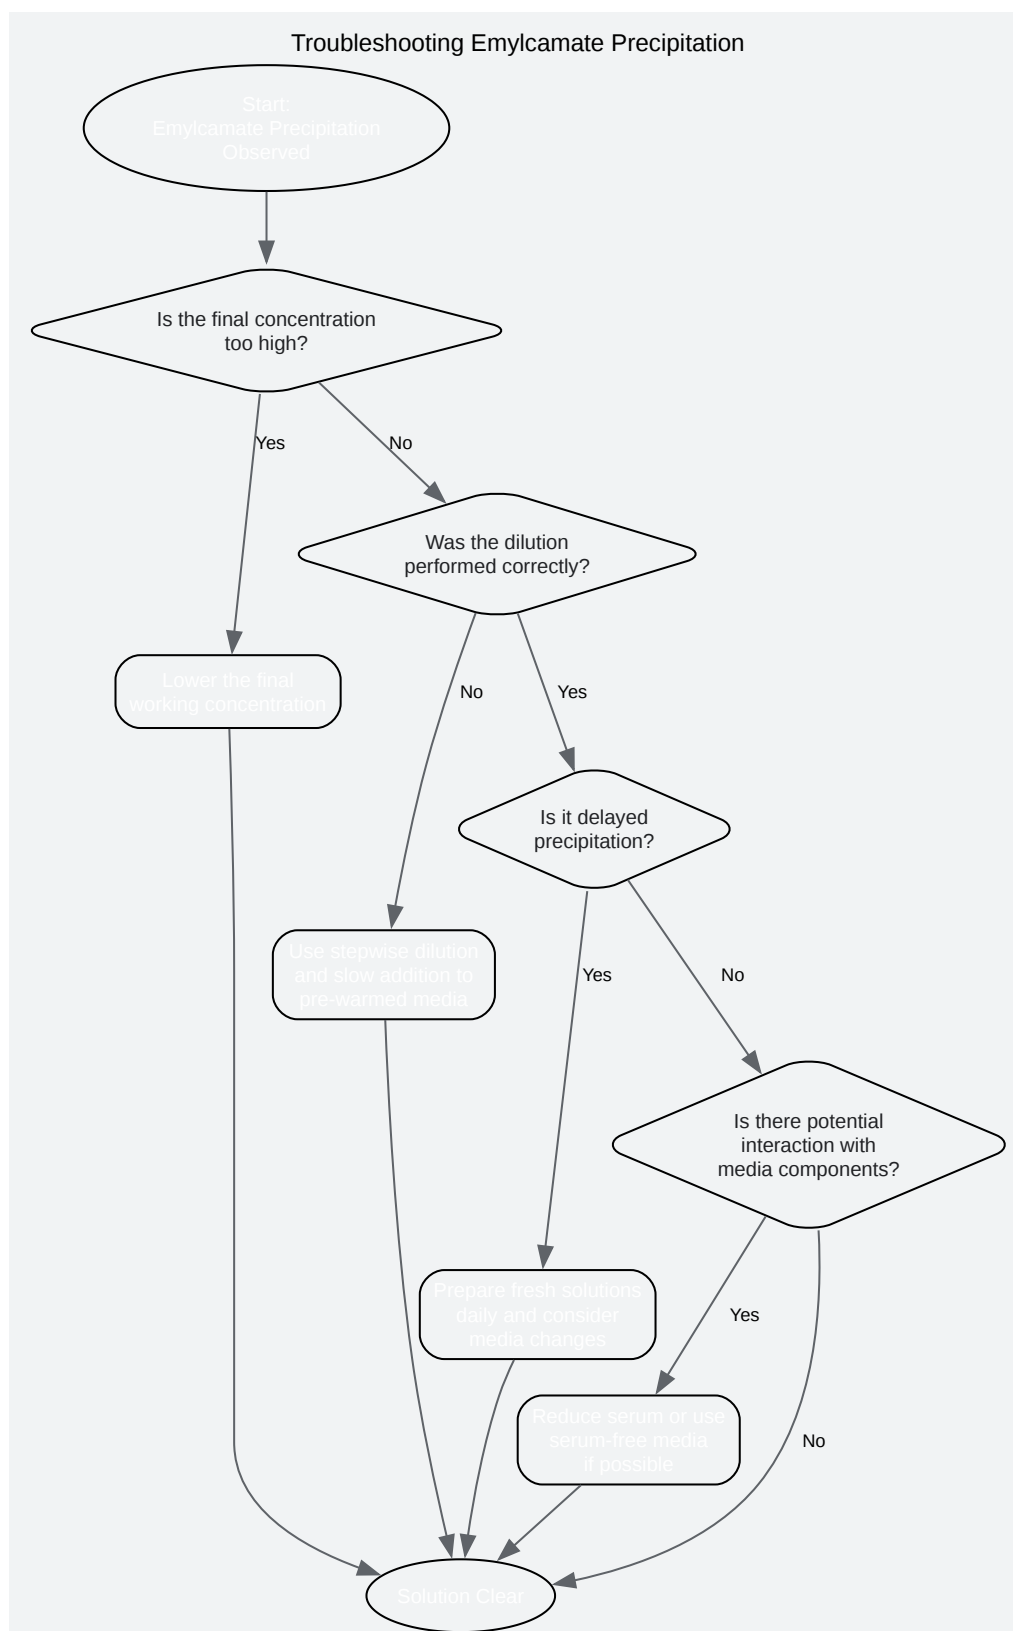 Troubleshooting Emylcamate Precipitation
Start:
Emylcamate Precipitation
Observed
Is the final concentration
too high?
Yes
No
Was the dilution
performed correctly?
Lower the final
working concentration
No
Yes
Is it delayed
precipitation?
Use stepwise dilution
and slow addition to
pre-warmed media
Yes
No
Is there potential
interaction with
media components?
Prepare fresh solutions
daily and consider
media changes
Yes
Reduce serum or use
serum-free media
if possible
No
Solution Clear